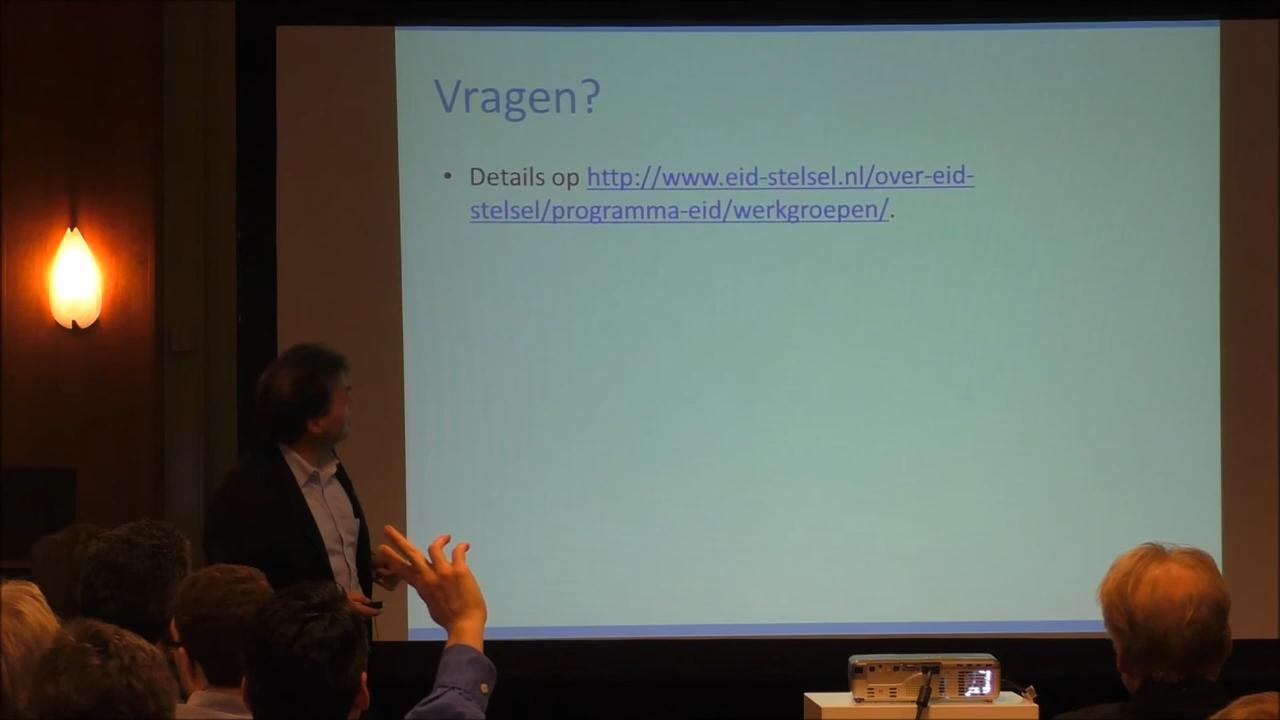 Vragen?
• Details op http://www.eid-stelsel.nl/over-eid-
stelsel/programma-eid/werkgroepen/.